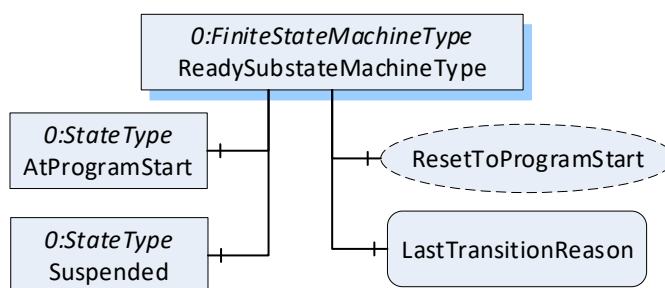 0:FiniteStateMachineType
ReadySubstateMachineType
0:StateType
AtProgramStart
ResetToProgramStart
0:StateType
Suspended
LastTransitionReason